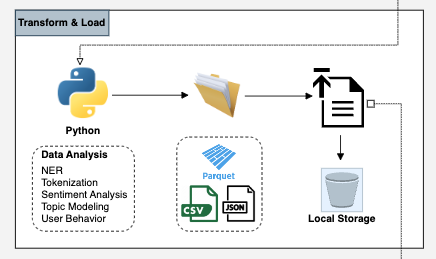 Transform & Load
Python
Data Analysis
NER
Tokenization
Sentiment Analysis
Topic Modeling
User Behavior
Parquet
CSV
JSON
Local Storage